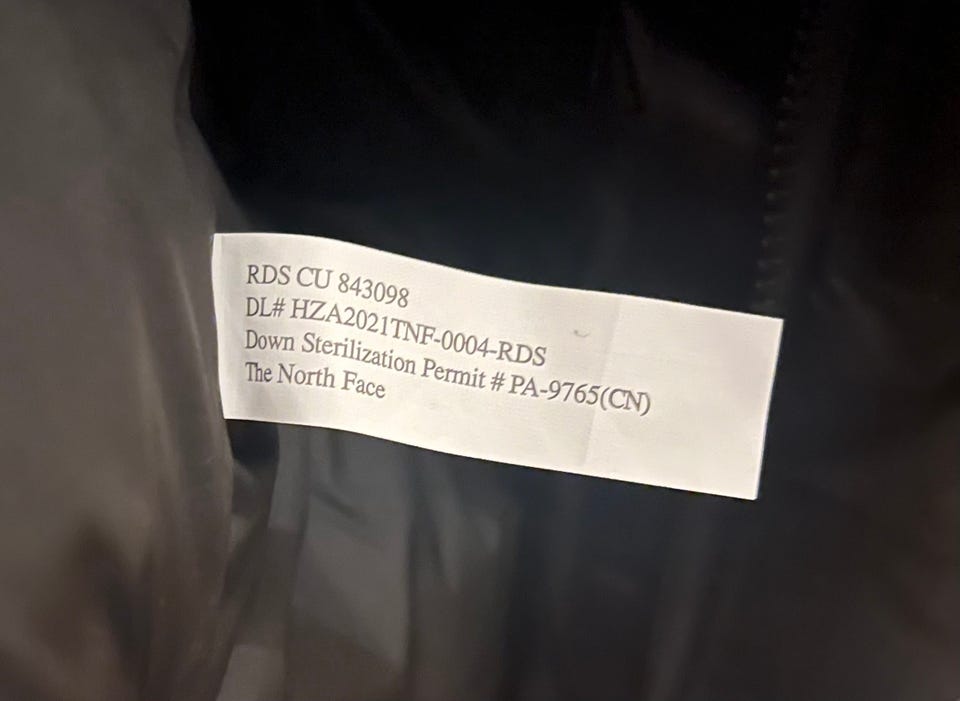 RDS CU 843098
DL# HZA2021TNF-0004-RDS
Down Sterilization Permit # PA-9765(CN)
The North Face